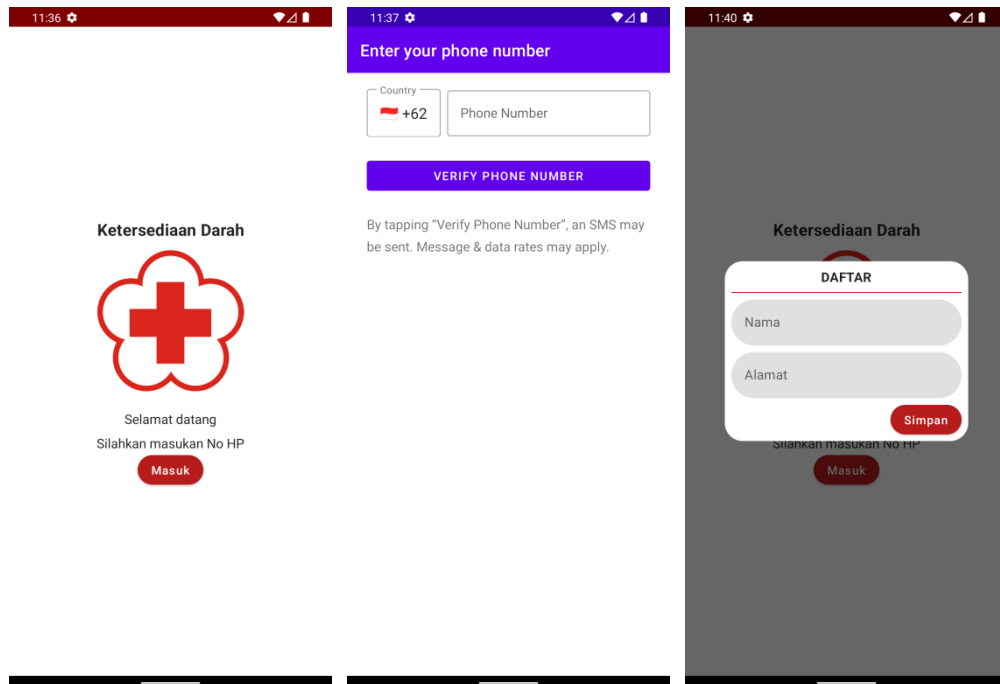 11:36
Ketersediaan Darah
Selamat datang
Silahkan masukan No HP
Masuk
11:37
Enter your phone number
Country
+62
Phone Number
VERIFY PHONE NUMBER
By tapping “Verify Phone Number”, an SMS may
be sent. Message & data rates may apply.
11:40
Ketersediaan Darah
DAFTAR
Nama
Alamat
Simpan
Silahkan masukan No HP
Masuk